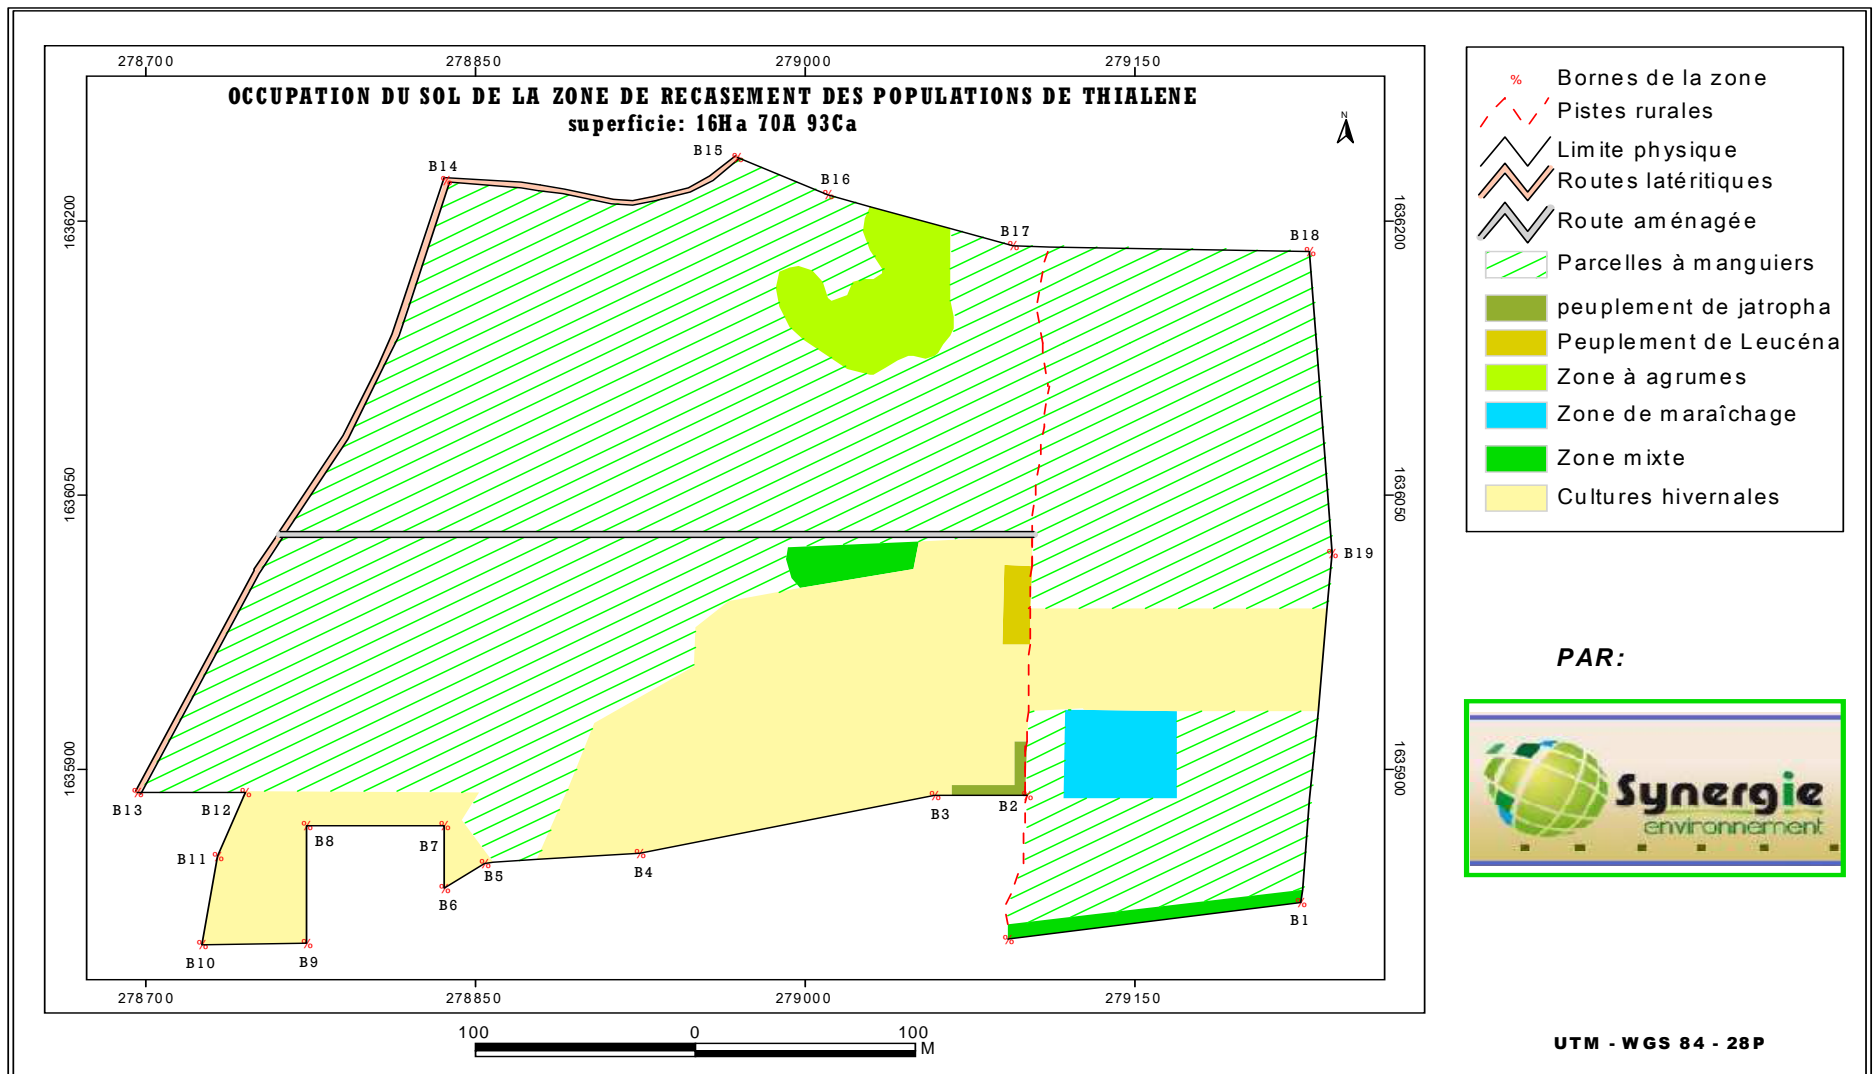 278700 278850 279000 279150
OCCUPATION DU SOL DE LA ZONE DE RECASEMENT DES POPULATIONS DE THIALENE
superficie: 16Ha 70A 93Ca
N
B15
B14
B16
B17
B18
1636200
1636200
1636050
1636050
B19
1635900
1635900
B13
B12
B8
B7
B3
B2
B11
B5
B4
B6
B1
B10
B9
278700 278850 279000 279150
100 0 100
M
% Bornes de la zone
Pistes rurales
Limite physique
Routes latéritiques
Route aménagée
Parcelles à manguiers
peuplement de jatropha
Peuplement de Leucéna
Zone à agrumes
Zone de maraîchage
Zone mixte
Cultures hivernales
PAR:
Synergie
environnement
UTM - WGS 84 - 28P